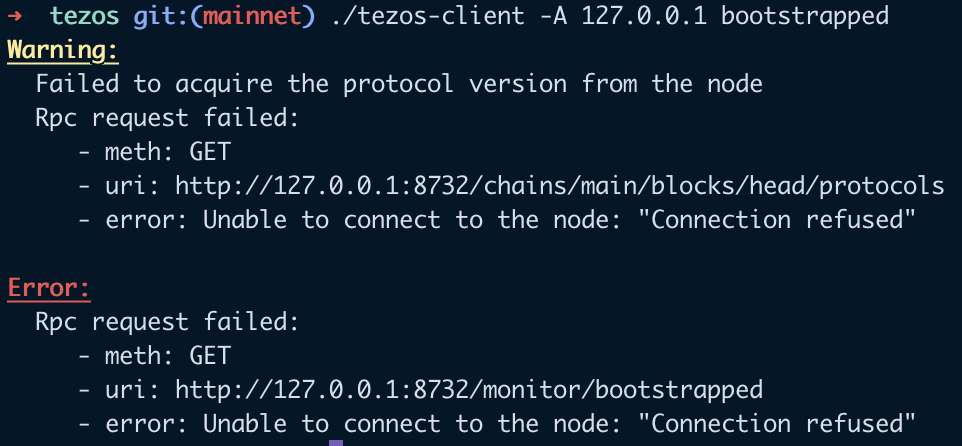 ➜ tezos git:(mainnet) ./tezos-client -A 127.0.0.1 bootstrapped
Warning:
Failed to acquire the protocol version from the node
Rpc request failed:
- meth: GET
- uri: http://127.0.0.1:8732/chains/main/blocks/head/protocols
- error: Unable to connect to the node: "Connection refused"
Error:
Rpc request failed:
- meth: GET
- uri: http://127.0.0.1:8732/monitor/bootstrapped
- error: Unable to connect to the node: "Connection refused"